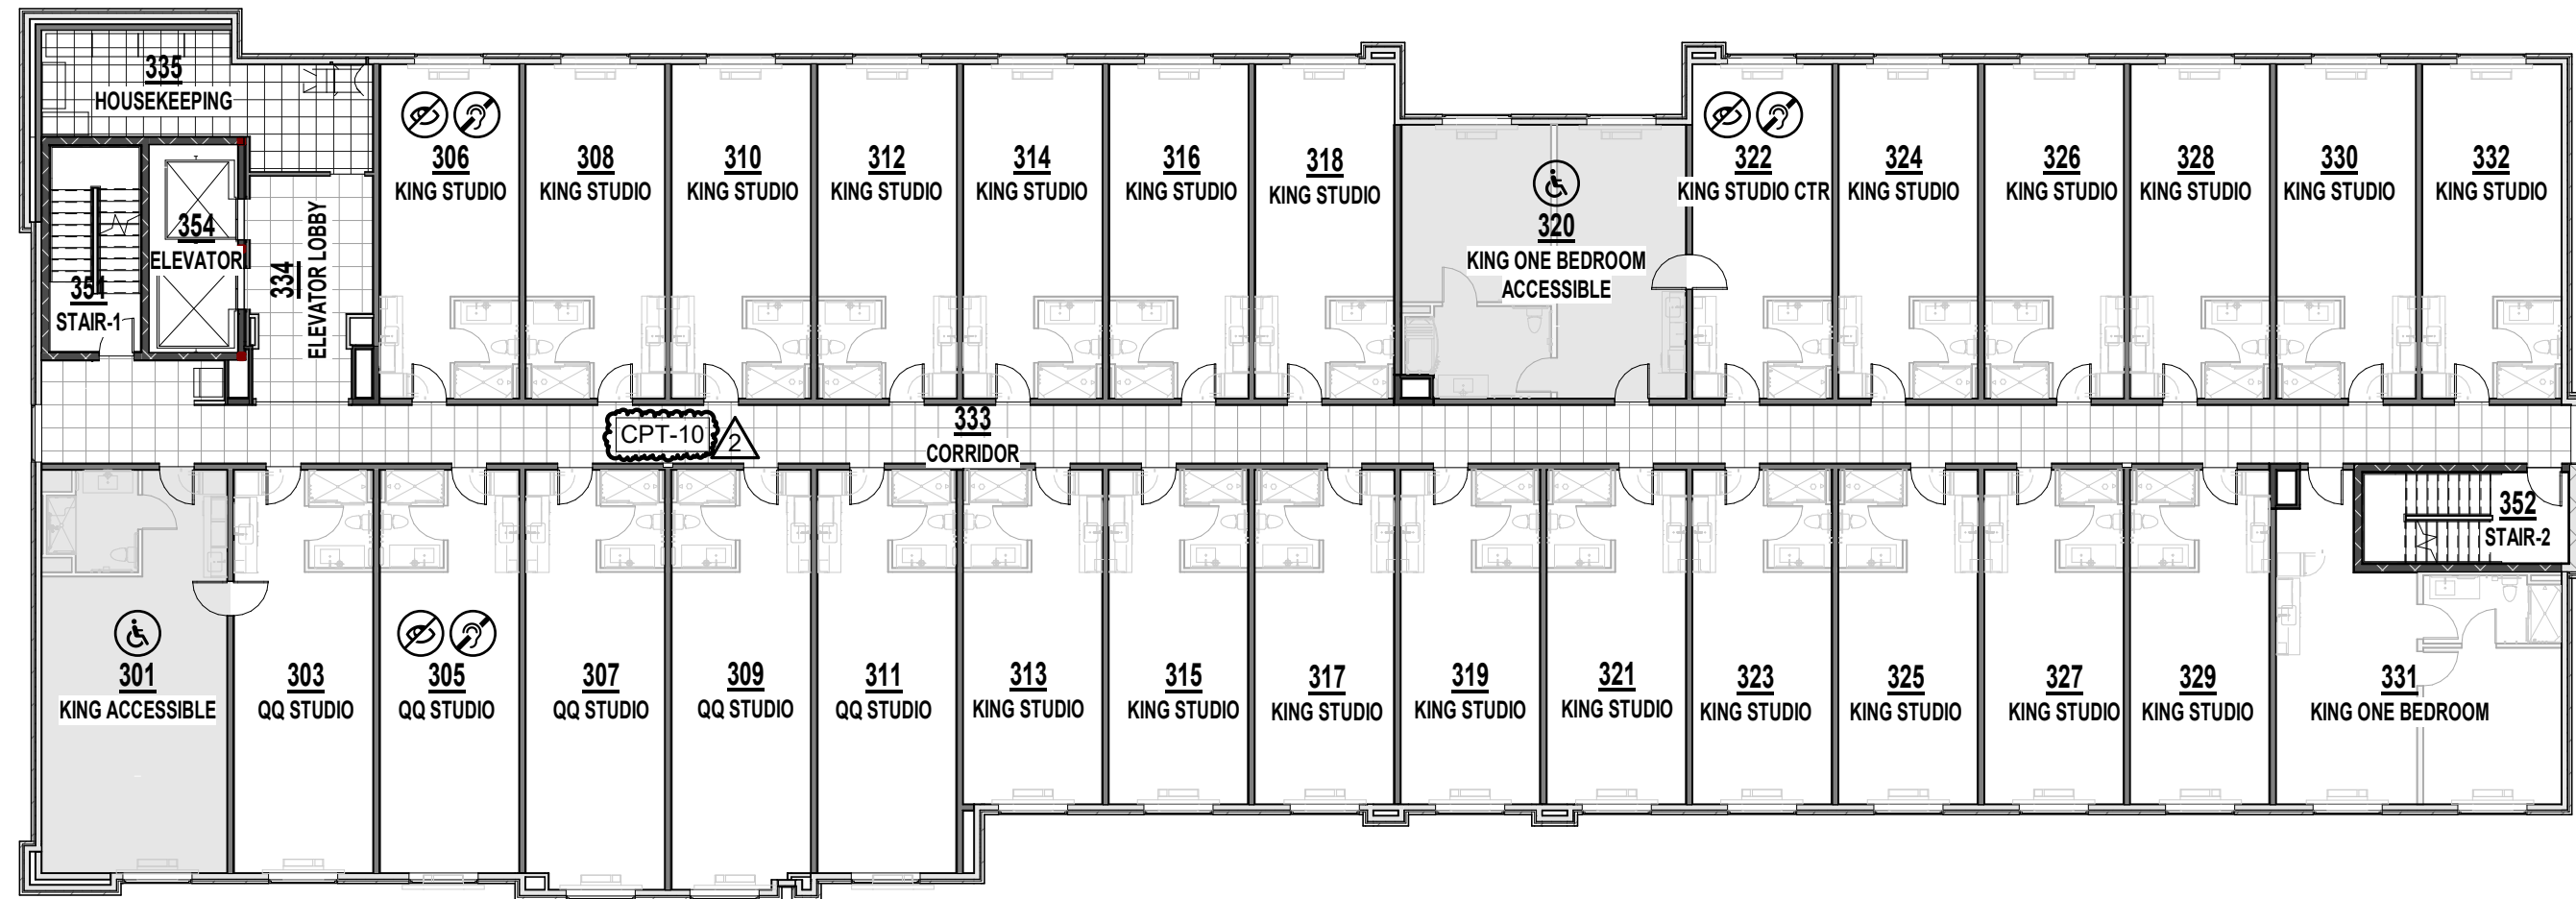 335
HOUSEKEEPING
306
KING STUDIO
308
KING STUDIO
310
KING STUDIO
312
KING STUDIO
314
KING STUDIO
316
KING STUDIO
318
KING STUDIO
320
KING ONE BEDROOM
ACCESSIBLE
322
KING STUDIO CTR
324
KING STUDIO
326
KING STUDIO
328
KING STUDIO
330
KING STUDIO
332
KING STUDIO
351
STAIR-1
354
ELEVATOR
334
ELEVATOR LOBBY
CPT-10
2
333
CORRIDOR
301
KING ACCESSIBLE
303
QQ STUDIO
305
QQ STUDIO
307
QQ STUDIO
309
QQ STUDIO
311
QQ STUDIO
313
KING STUDIO
315
KING STUDIO
317
KING STUDIO
319
KING STUDIO
321
KING STUDIO
323
KING STUDIO
325
KING STUDIO
327
KING STUDIO
329
KING STUDIO
331
KING ONE BEDROOM
352
STAIR-2